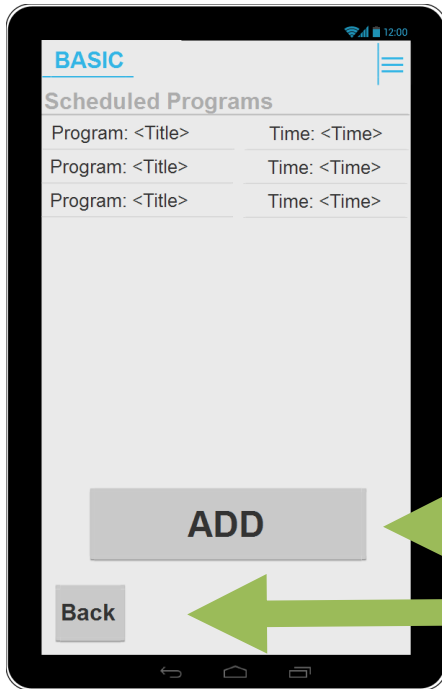 12:00
BASIC
Scheduled Programs
Program: <Title> Time: <Time>
Program: <Title> Time: <Time>
Program: <Title> Time: <Time>
ADD
Back